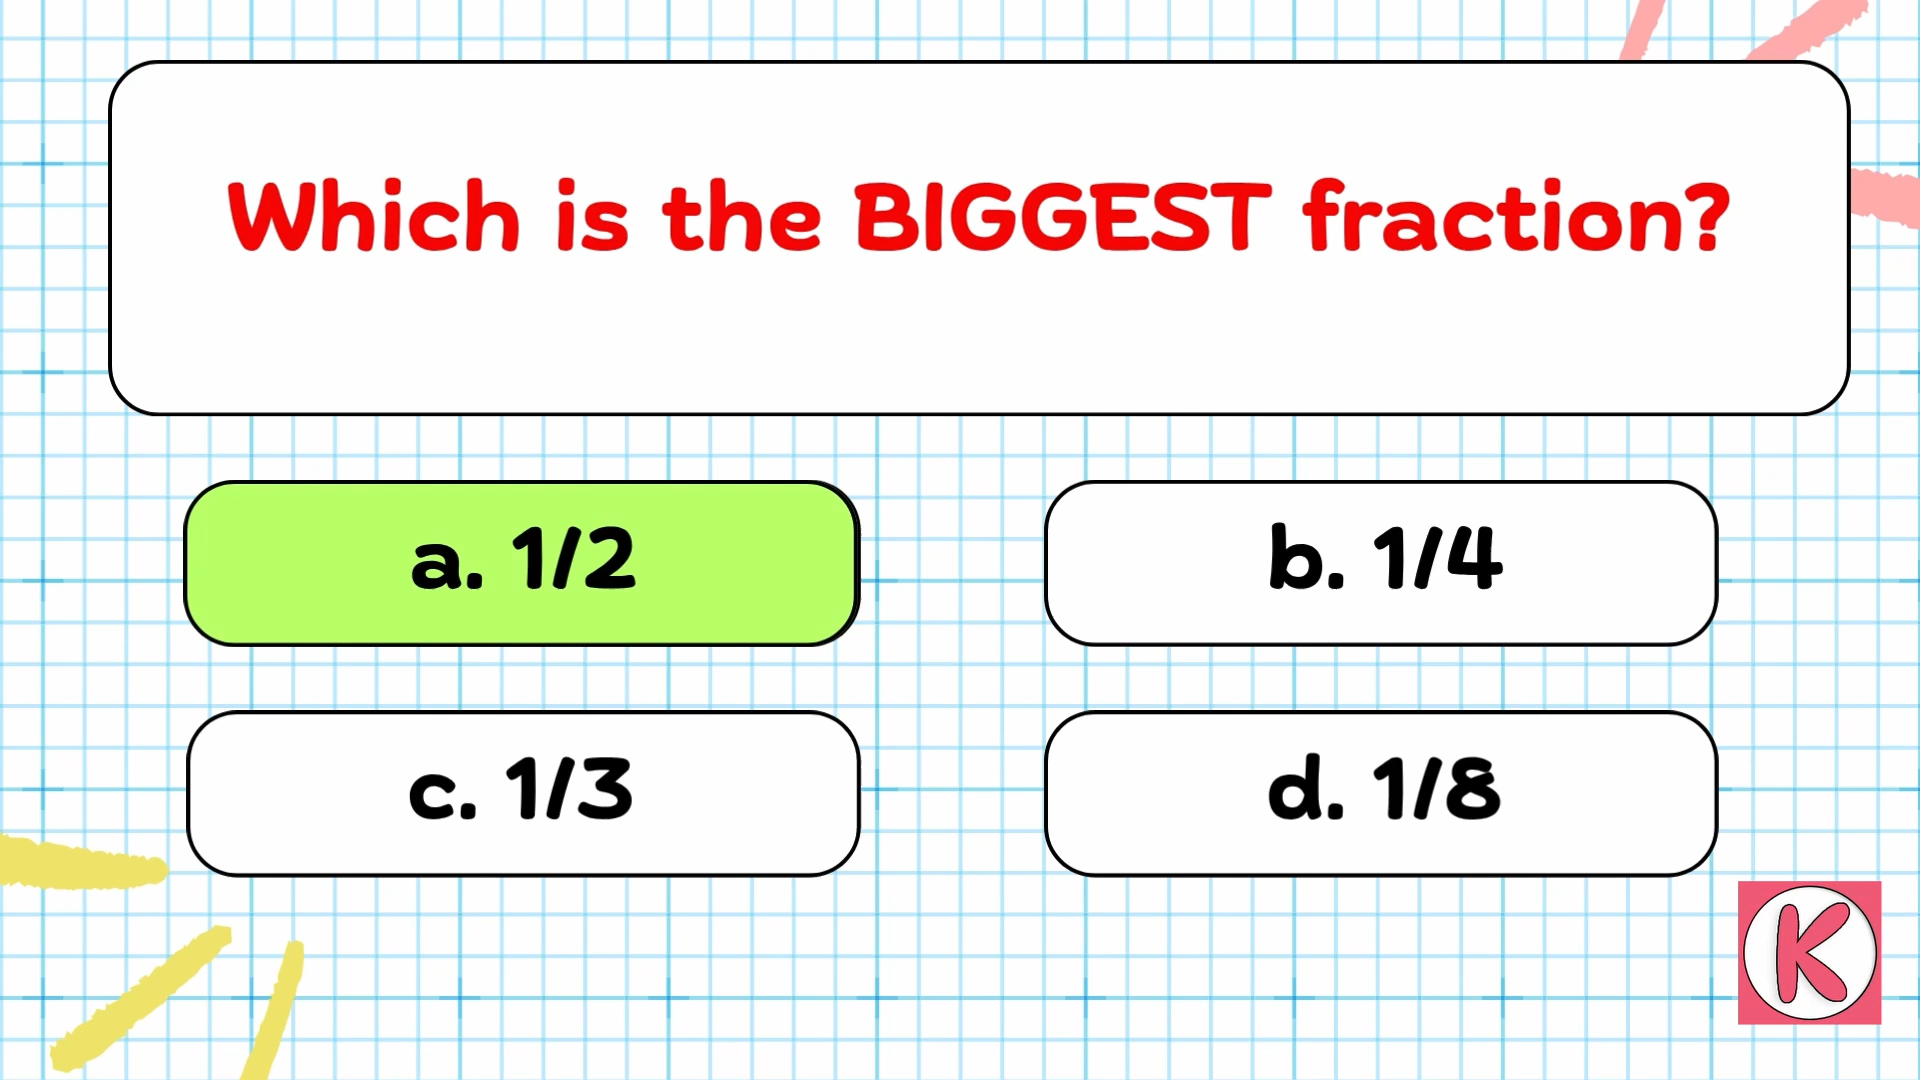 Which is the BIGGEST fraction?
a. 1/2
b. 1/4
c. 1/3
d. 1/8
K